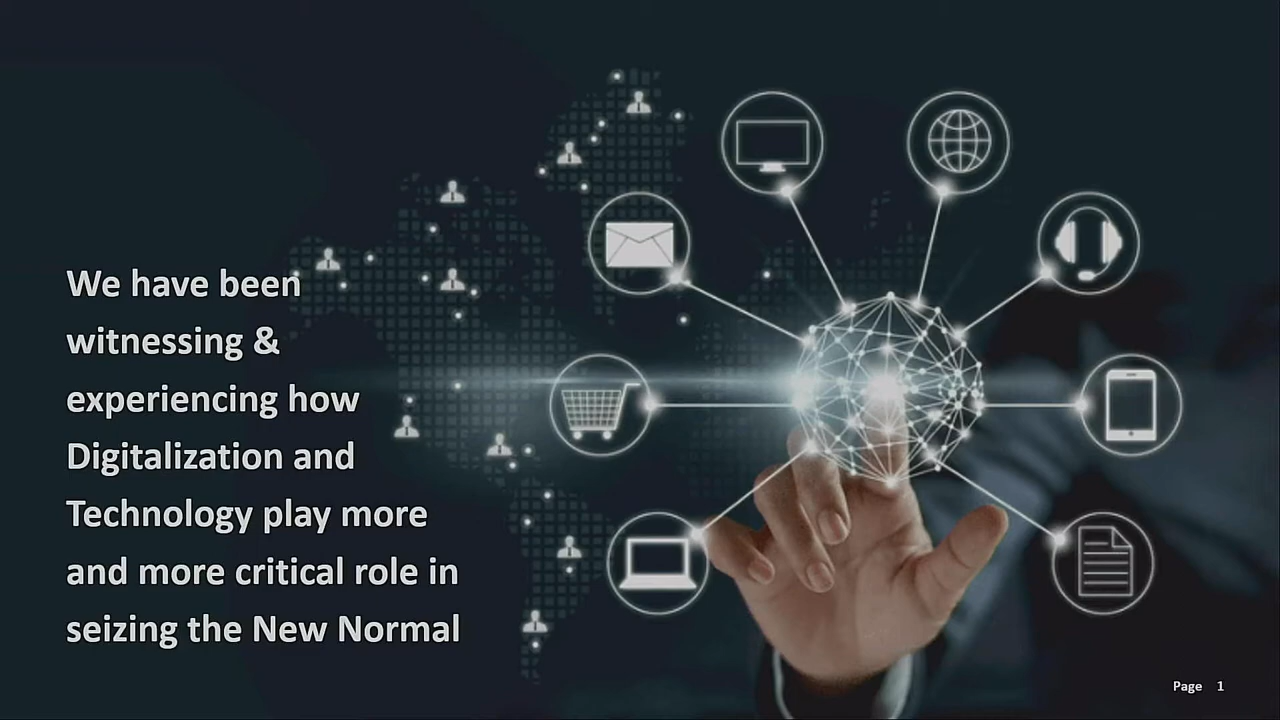 We have been
witnessing &
experiencing how
Digitalization and
Technology play more
and more critical role in
seizing the New Normal
Page 1